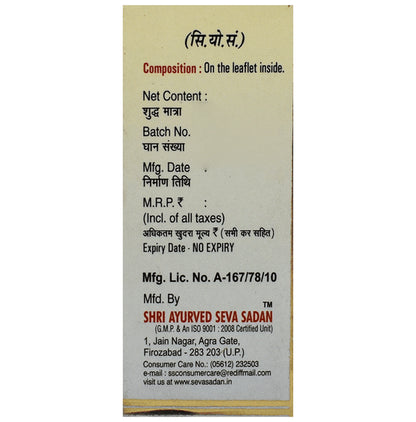 (सि.यो.सं.)
Composition : On the leaflet inside.
Net Content :
शुद्ध मात्रा
Batch No.
घान संख्या
Mfg. Date .
निर्माण तिथि
M.R.P. ₹ :
(Incl. of all taxes)
अधिकतम खुदरा मूल्य ₹ (सभी कर सहित)
Expiry Date - NO EXPIRY
Mfg. Lic. No. A-167/78/10
Mfd. By
SHRI AYURVED SEVA SADAN ™
(G.M.P. & An ISO 9001 : 2008 Certified Unit)
1, Jain Nagar, Agra Gate,
Firozabad - 283 203 (U.P.)
Consumer Care No.: (05612) 232503
e-mail : ssconsumercare@rediffmail.com
visit us at www.sevasadan.in